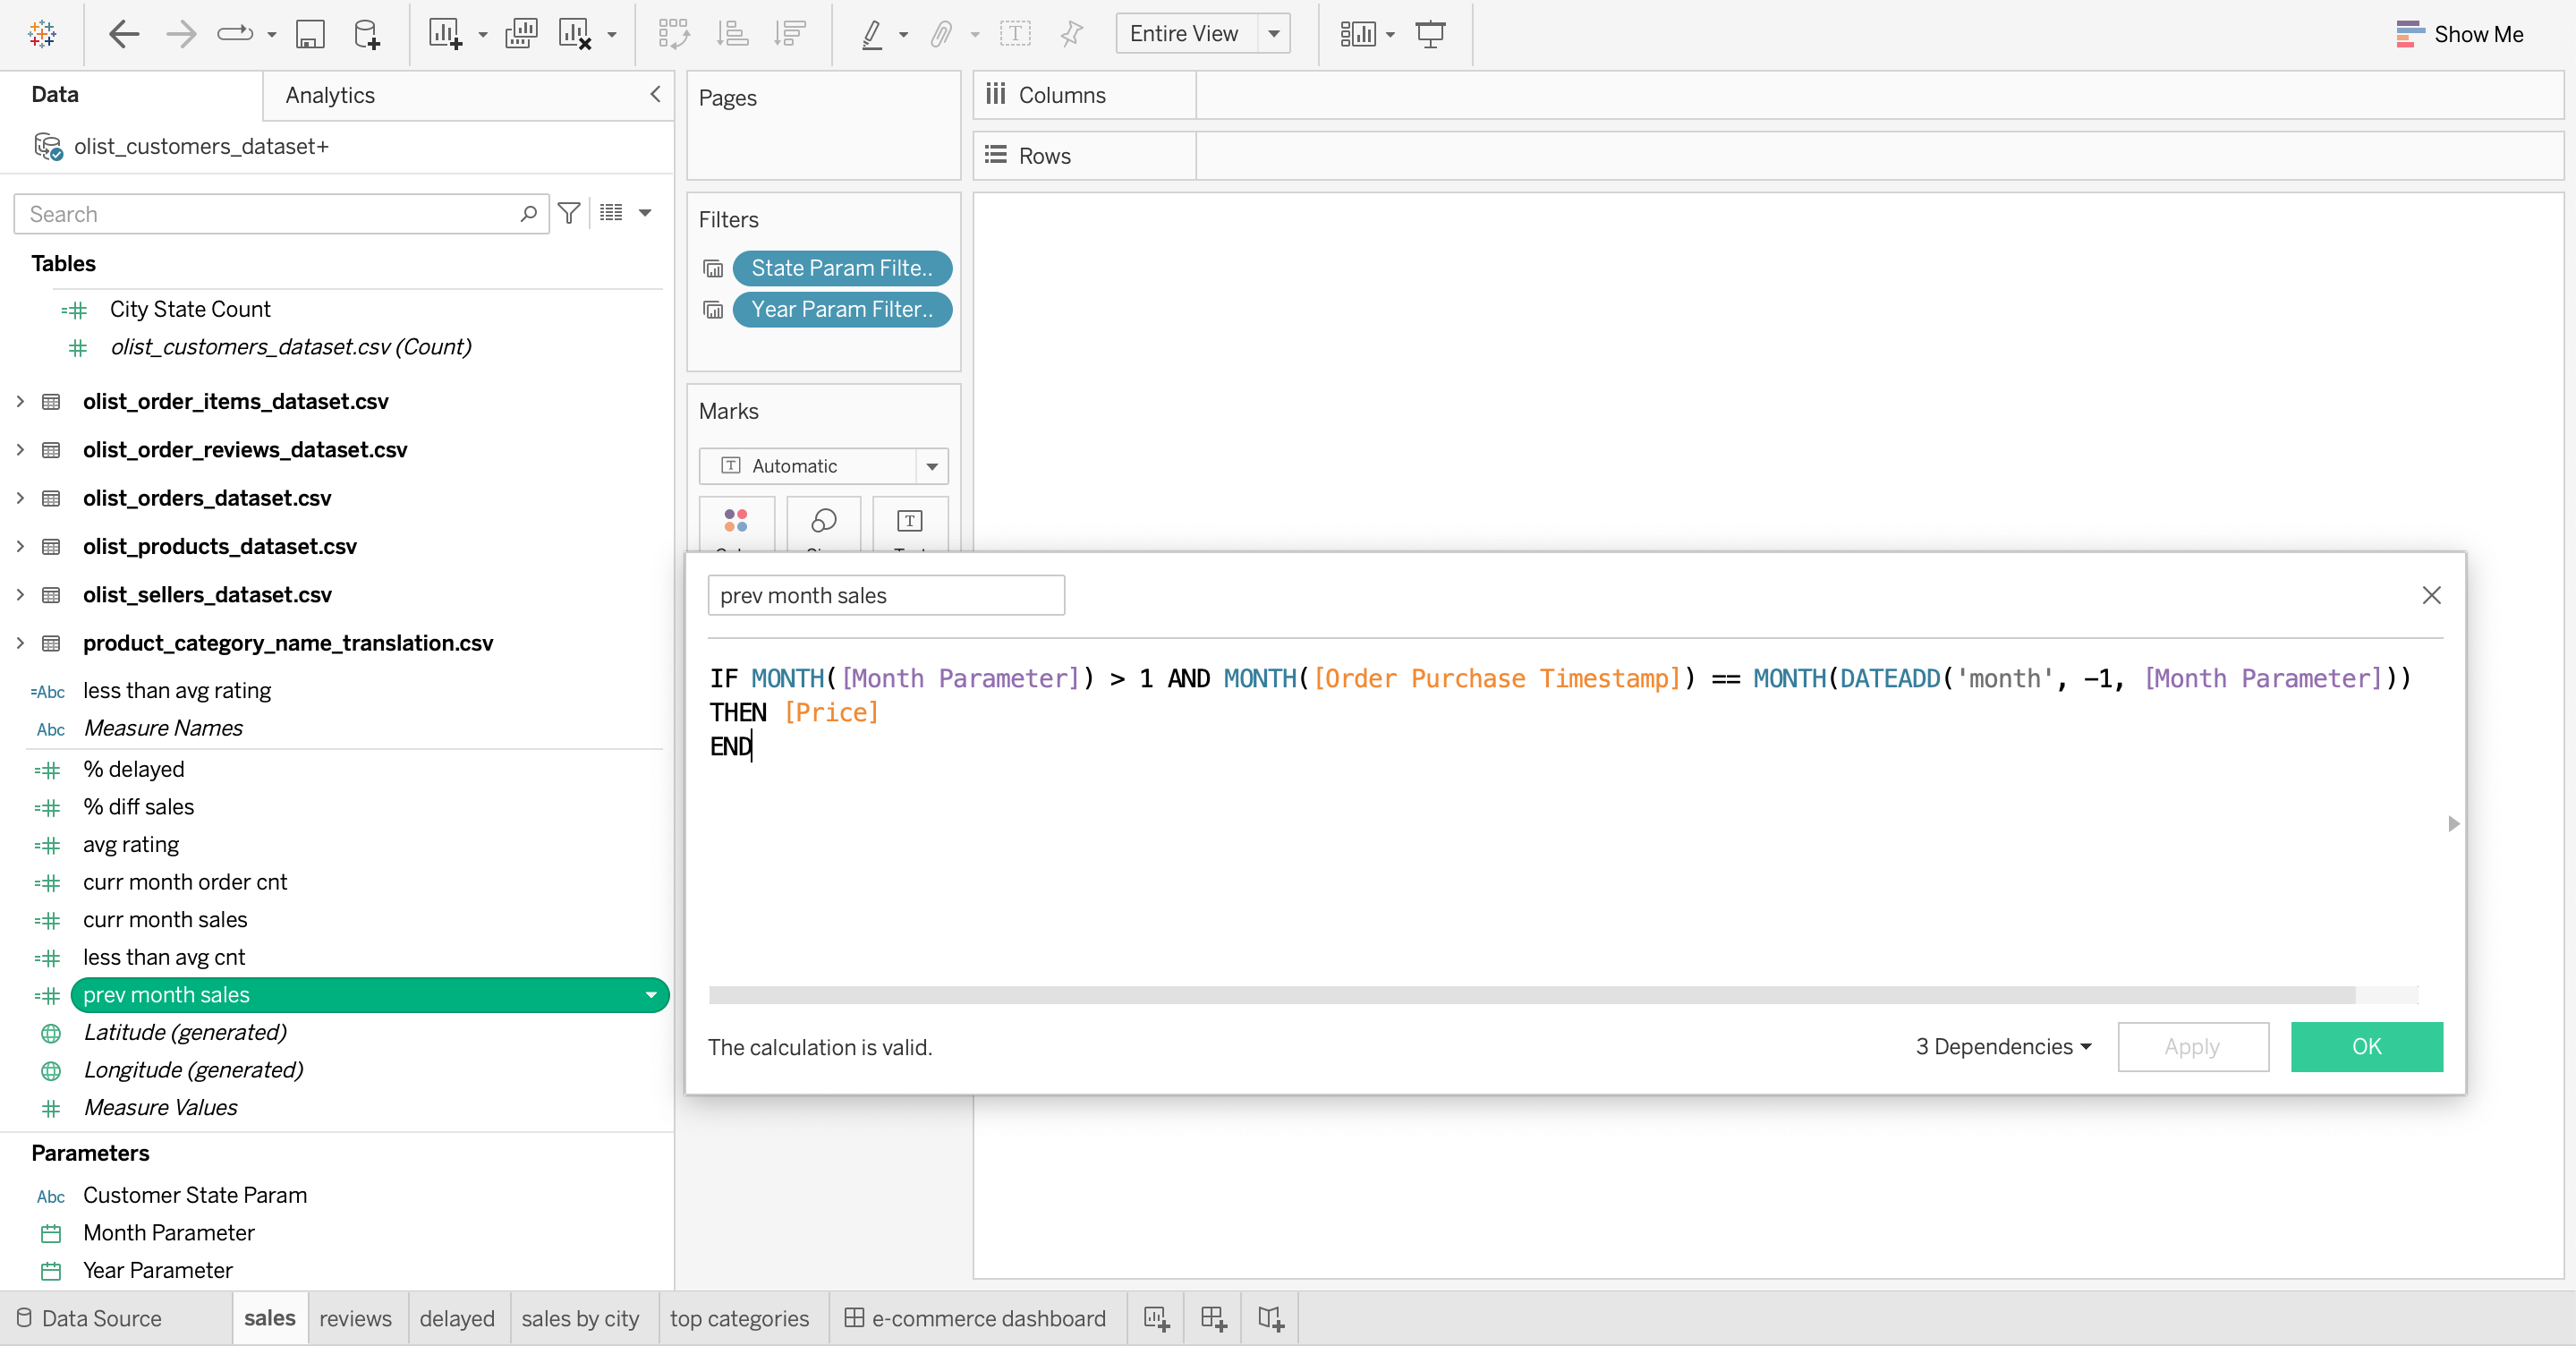 Entire View
Show Me
Data
Analytics
olist_customers_dataset+
Search
Tables
=# City State Count
# olist_customers_dataset.csv (Count)
olist_order_items_dataset.csv
olist_order_reviews_dataset.csv
olist_orders_dataset.csv
olist_products_dataset.csv
olist_sellers_dataset.csv
product_category_name_translation.csv
=Abc less than avg rating
Abc Measure Names
=# % delayed
=# % diff sales
=# avg rating
=# curr month order cnt
=# curr month sales
=# less than avg cnt
=# prev month sales
Latitude (generated)
Longitude (generated)
# Measure Values
Parameters
Abc Customer State Param
Month Parameter
Year Parameter
Pages
Columns
Rows
Filters
State Param Filte..
Year Param Filter..
Marks
T Automatic
T
prev month sales
IF MONTH([Month Parameter]) > 1 AND MONTH([Order Purchase Timestamp]) == MONTH(DATEADD('month', -1, [Month Parameter]))
THEN [Price]
END
The calculation is valid.
3 Dependencies
Apply
OK
Data Source
sales
reviews
delayed
sales by city
top categories
e-commerce dashboard